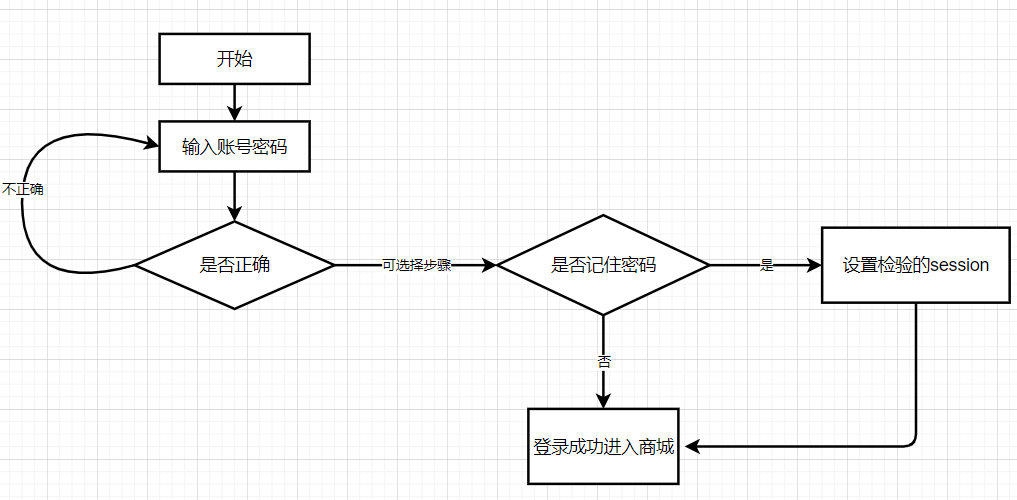 开始
输入账号密码
不正确
是否正确
可选择步骤
是否记住密码
是
设置检验的session
否
登录成功进入商城